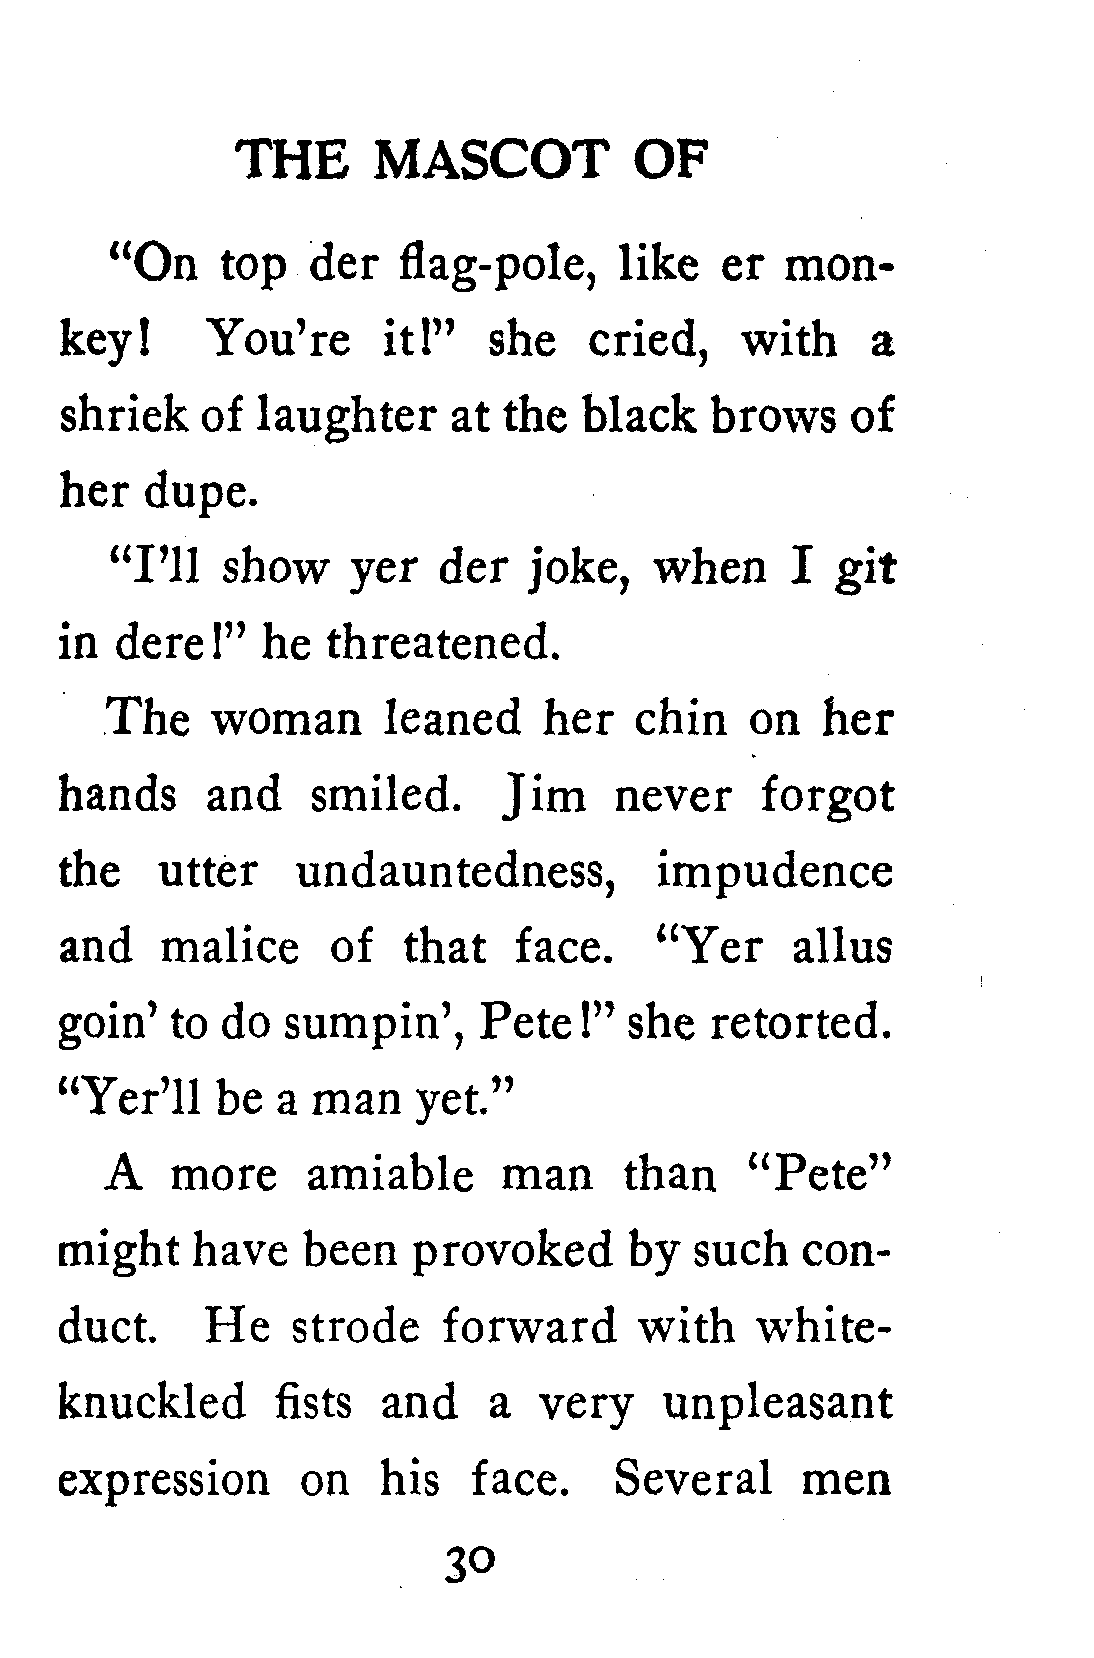 THE MASCOT OF
“On top der flag-pole, like er mon-
key! You’re it!” she cried, with a
shriek of laughter at the black brows of
her dupe.
“I’ll show yer der joke, when I git
in dere!” he threatened.
The woman leaned her chin on her
hands and smiled. Jim never forgot
the utter undauntedness, impudence
and malice of that face. “Yer allus
goin’ to do sumpin’, Pete!” she retorted.
“Yer’ll be a man yet.”
A more amiable man than “Pete”
might have been provoked by such con-
duct. He strode forward with white-
knuckled fists and a very unpleasant
expression on his face. Several men
30